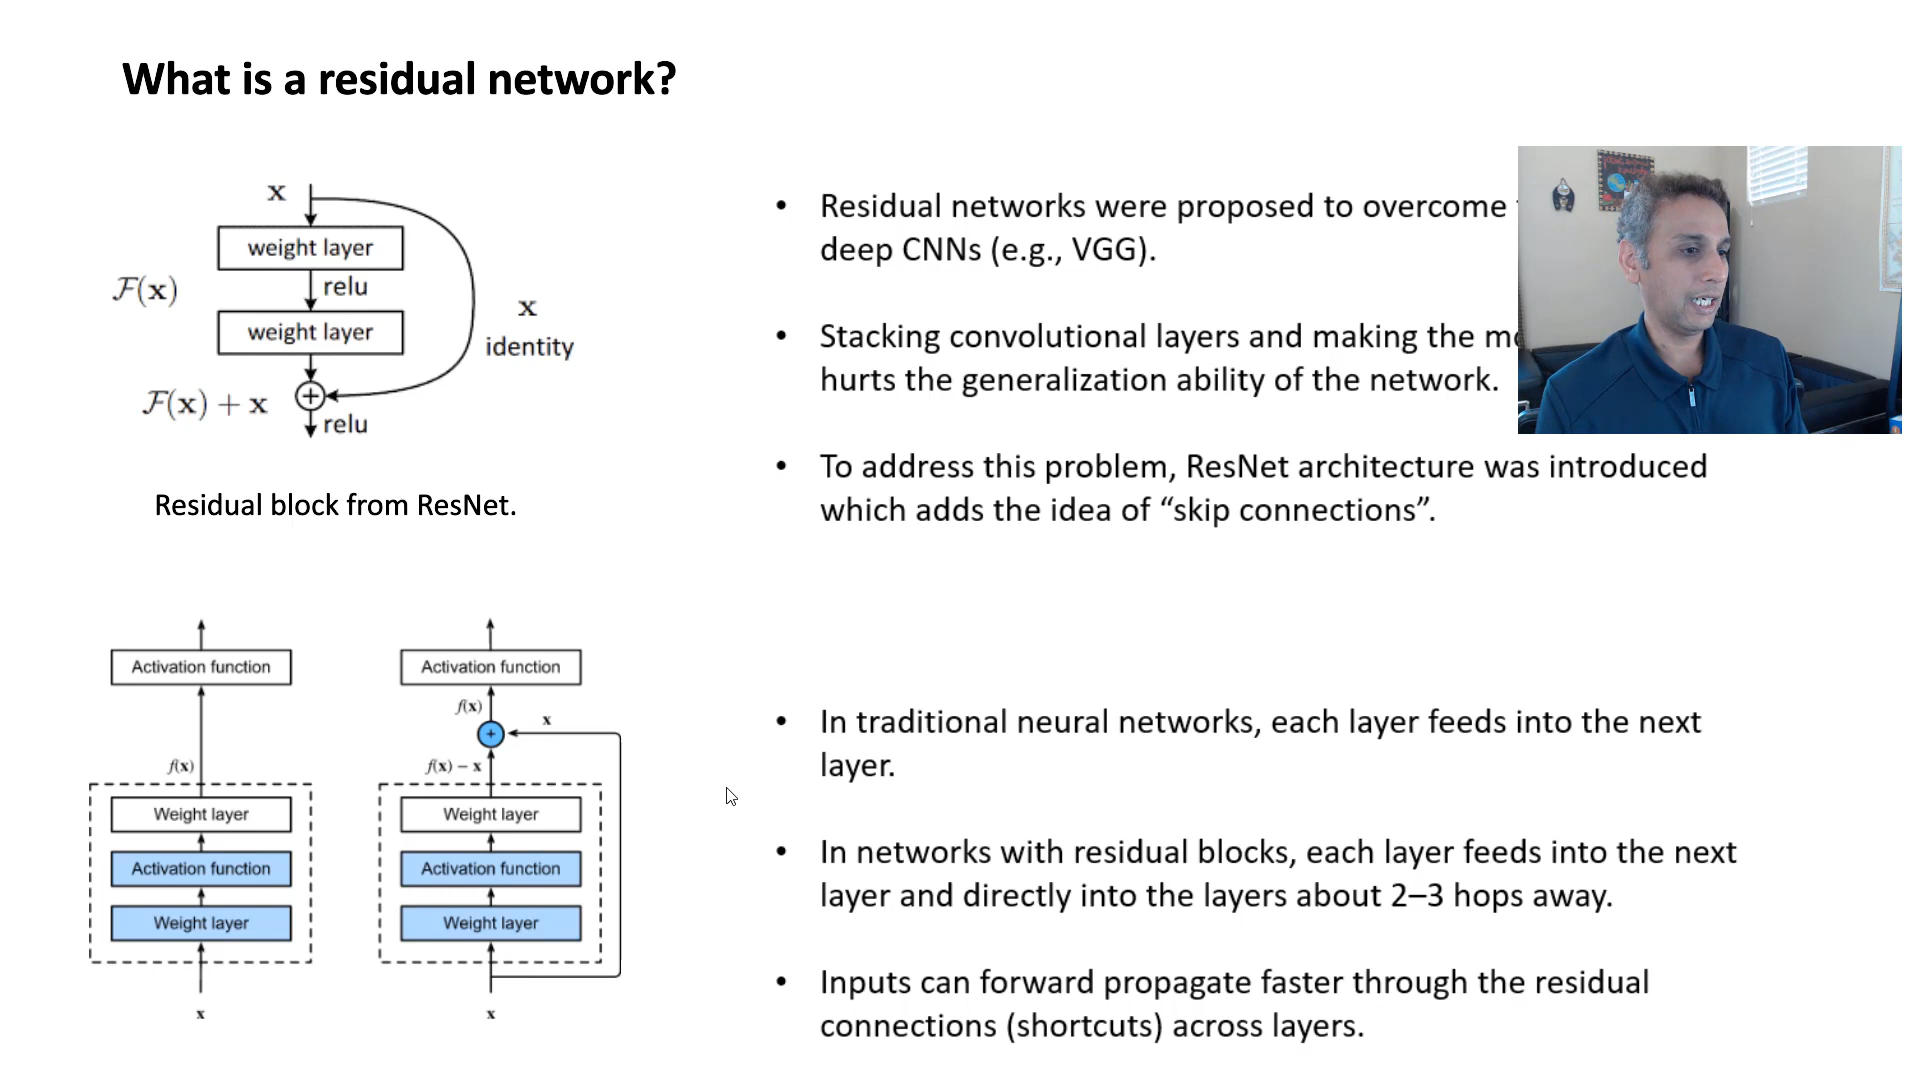 What is a residual network?
x
weight layer
F(x)
relu
x
weight layer
identity
F(x) + x
relu
Residual block from ResNet.
• Residual networks were proposed to overcome
deep CNNs (e.g., VGG).
• Stacking convolutional layers and making the
hurts the generalization ability of the network.
• To address this problem, ResNet architecture was introduced
which adds the idea of “skip connections”.
Activation function
f(x)
Weight layer
Activation function
Weight layer
x
Activation function
f(x)
x
+
f(x) – x
Weight layer
Activation function
Weight layer
x
• In traditional neural networks, each layer feeds into the next
layer.
• In networks with residual blocks, each layer feeds into the next
layer and directly into the layers about 2–3 hops away.
• Inputs can forward propagate faster through the residual
connections (shortcuts) across layers.